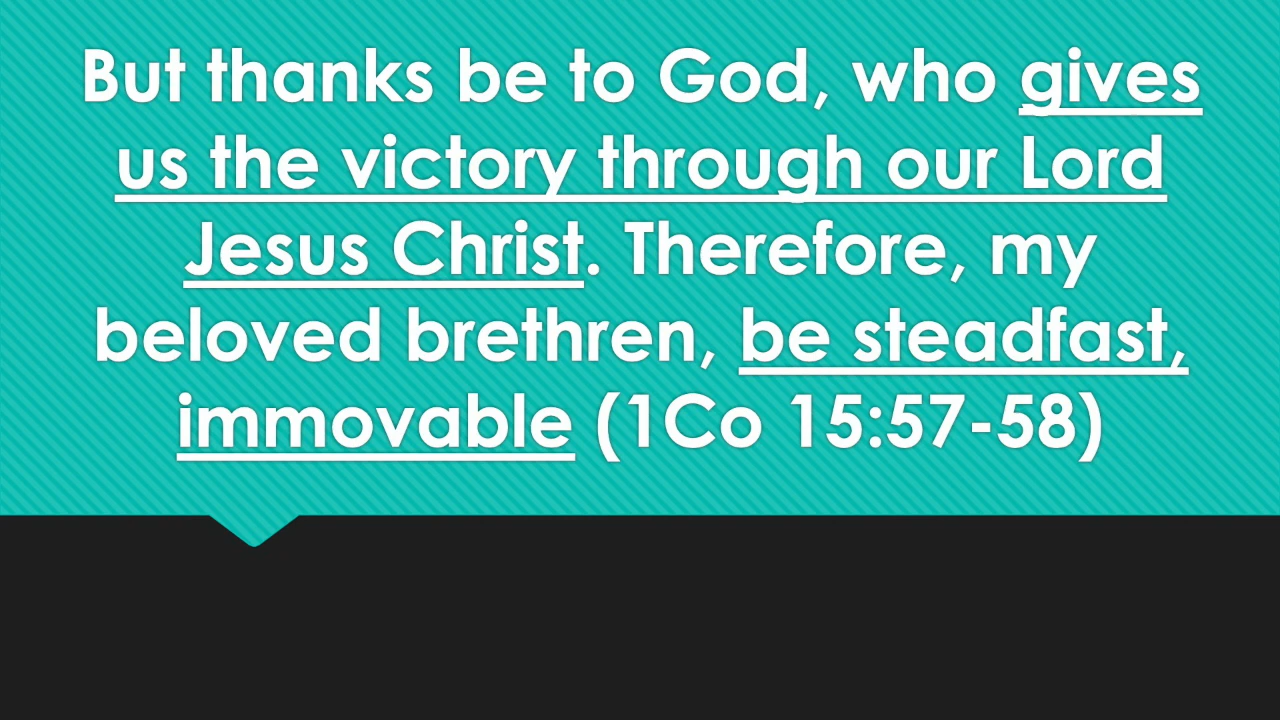 But thanks be to God, who gives
us the victory through our Lord
Jesus Christ. Therefore, my
beloved brethren, be steadfast,
immovable (1Co 15:57-58)